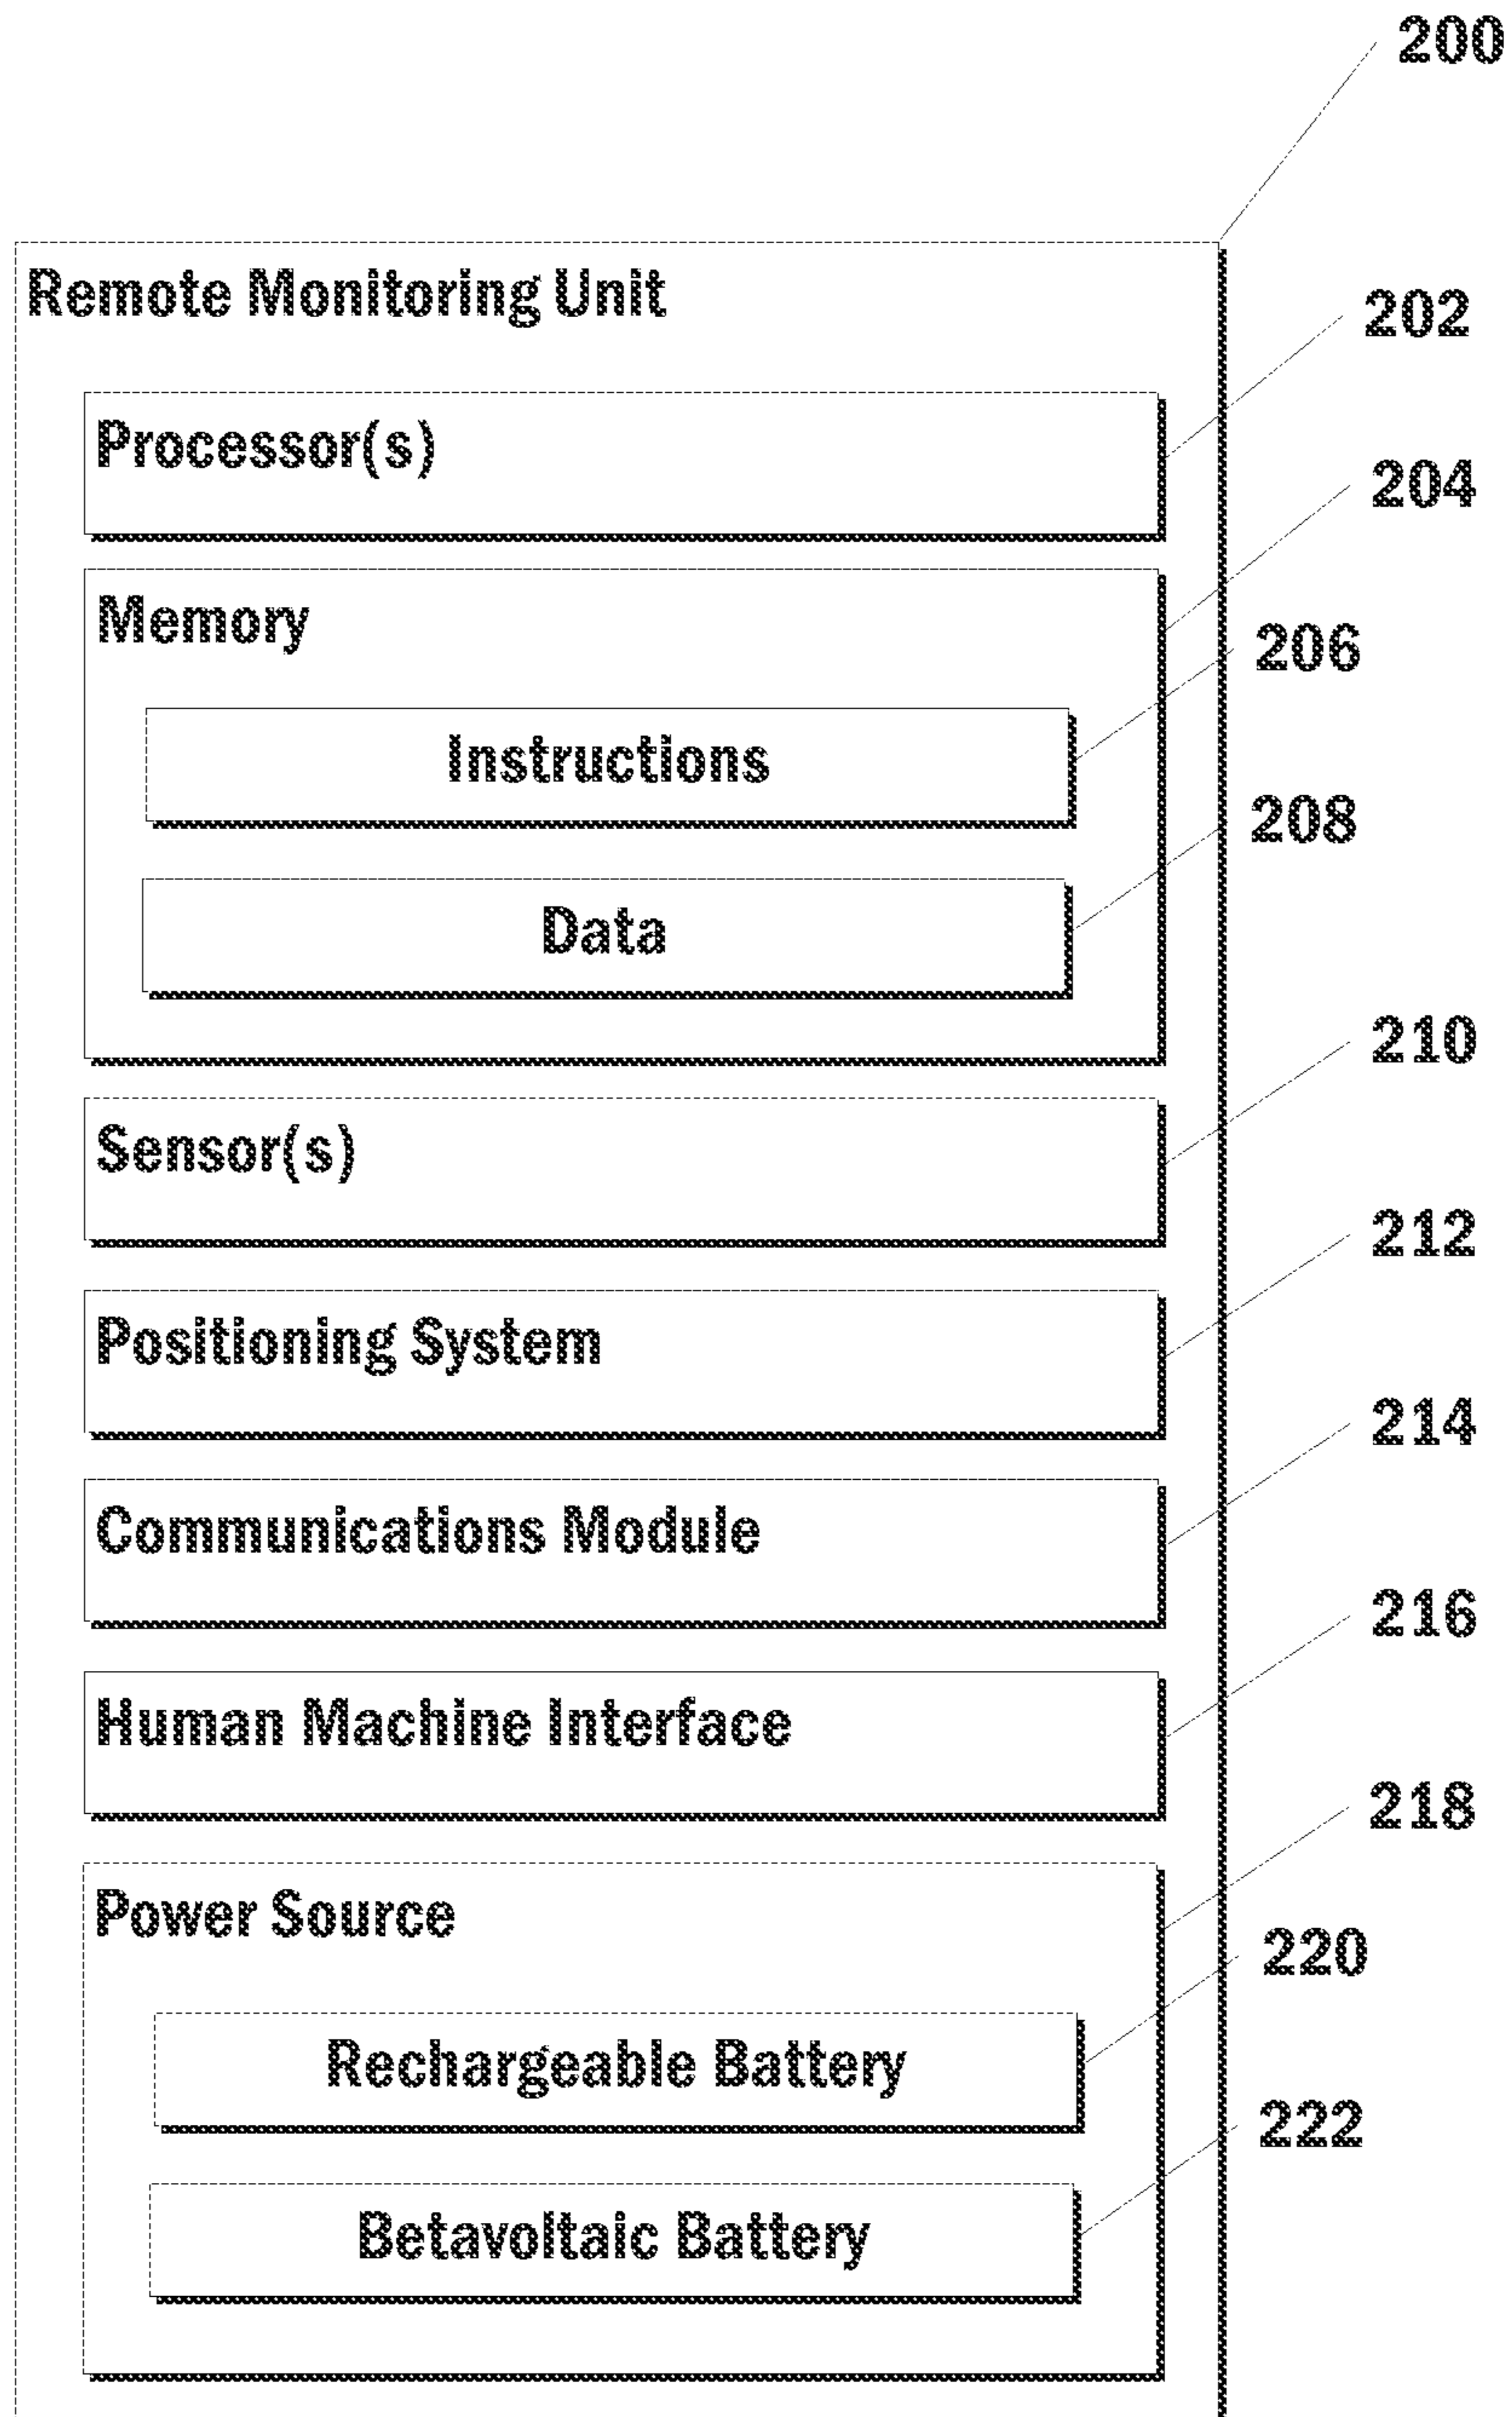 200
Remote Monitoring Unit
202
Processor(s)
204
Memory
206
Instructions
208
Data
210
Sensor(s)
212
Positioning System
214
Communications Module
216
Human Machine Interface
218
Power Source
220
Rechargeable Battery
222
Betavoltaic Battery